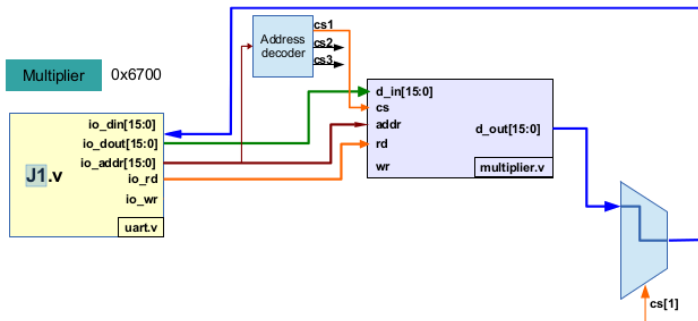 cs1
Address
decoder
cs2
cs3
Multiplier 0x6700
d_in[15:0]
cs
addr
rd
wr
d_out[15:0]
multiplier.v
io_din[15:0]
io_dout[15:0]
io_addr[15:0]
io_rd
io_wr
J1.v
uart.v
cs[1]